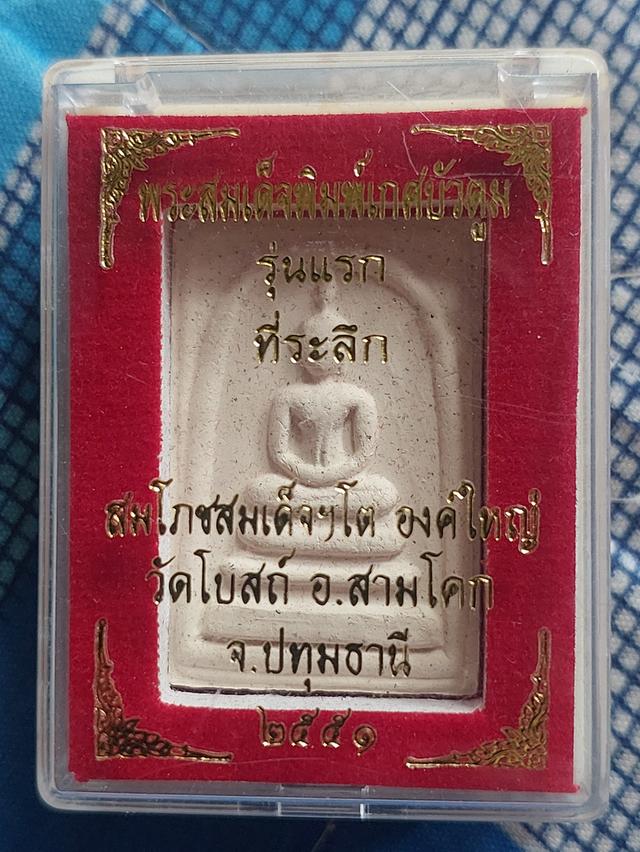 พระสมเด็จพิมพ์เกศบัวตูม
รุ่นแรก
ที่ระลึก
สมโภชสมเด็จฯโต องค์ใหญ่
วัดโบสถ์ อ.สามโคก
จ.ปทุมธานี
๒๕๕๑